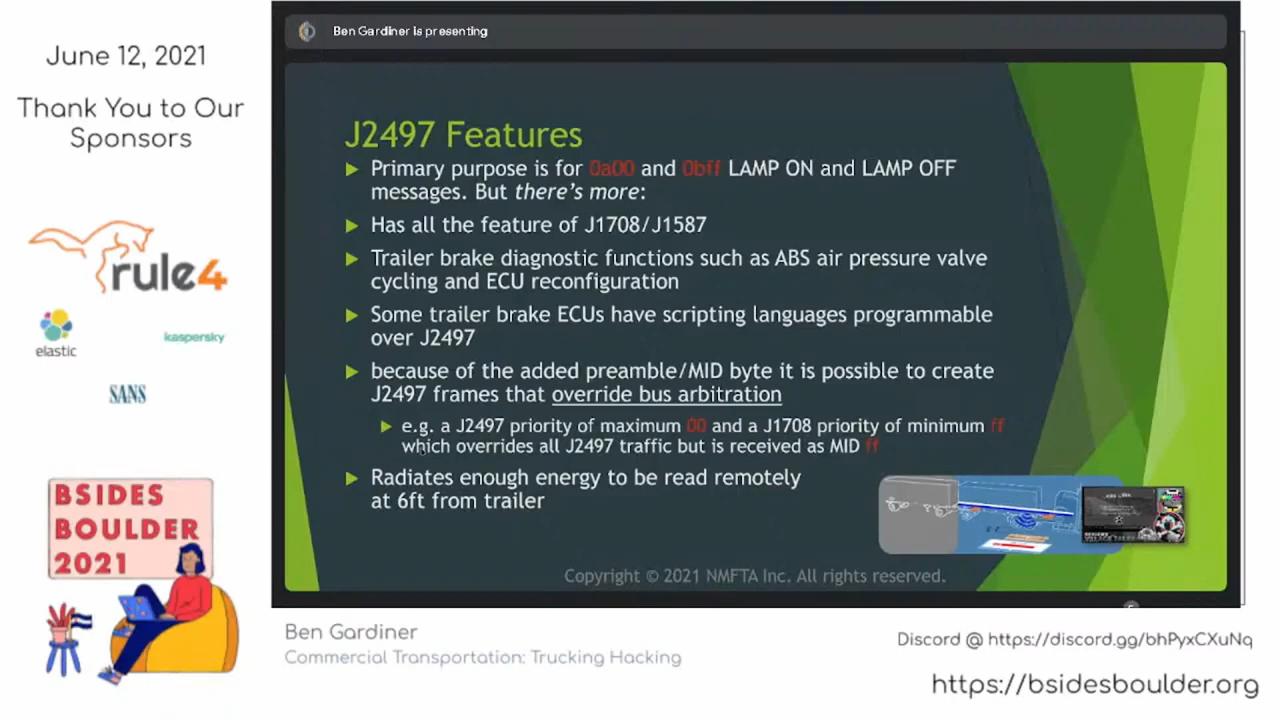 June 12, 2021
Thank You to Our
Sponsors
rule4
elastic
kaspersky
SANS
BSIDES
BOULDER
2021
Ben Gardiner is presenting
J2497 Features
Primary purpose is for 0a00 and 0bff LAMP ON and LAMP OFF
messages. But there's more:
Has all the feature of J1708/J1587
Trailer brake diagnostic functions such as ABS air pressure valve
cycling and ECU reconfiguration
Some trailer brake ECUs have scripting languages programmable
over J2497
because of the added preamble/MID byte it is possible to create
J2497 frames that override bus arbitration
e.g. a J2497 priority of maximum 00 and a J1708 priority of minimum ff
which overrides all J2497 traffic but is received as MID ff
Radiates enough energy to be read remotely
at 6ft from trailer
Copyright © 2021 NMFTA Inc. All rights reserved.
Ben Gardiner
Commercial Transportation: Trucking Hacking
Discord @ https://discord.gg/bhPyxCXuNq
https://bsidesboulder.org